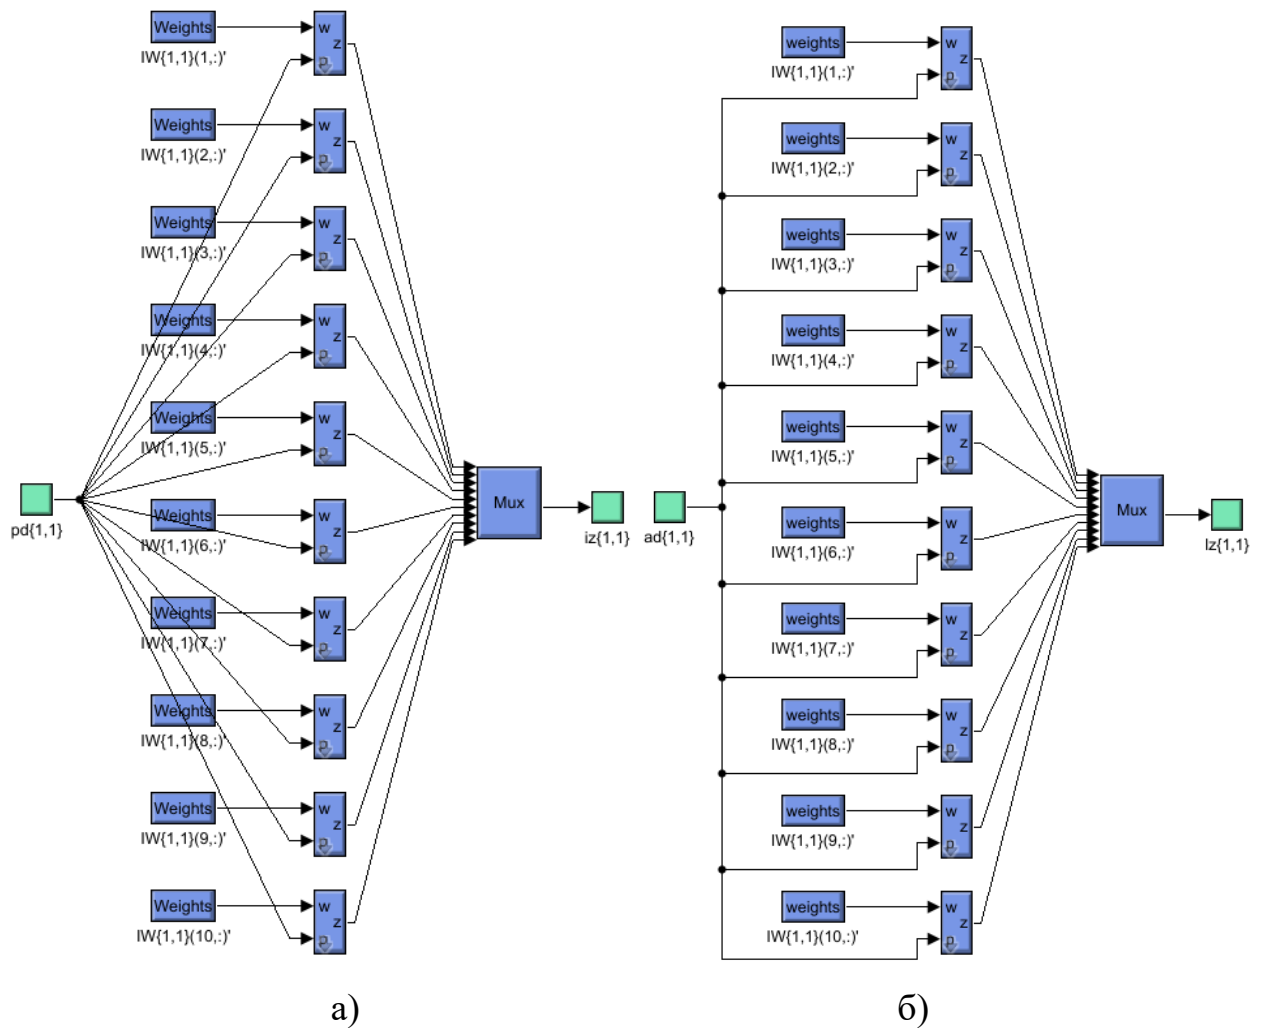 Weights
w
z
p
IW{1,1}(1,:)'
Weights
w
z
p
IW{1,1}(2,:)'
Weights
w
z
p
IW{1,1}(3,:)'
Weights
w
z
p
IW{1,1}(4,:)'
Weights
w
z
p
IW{1,1}(5,:)'
pd{1,1}
Weights
w
z
p
IW{1,1}(6,:)'
Weights
w
z
p
IW{1,1}(7,:)'
Weights
w
z
p
IW{1,1}(8,:)'
Weights
w
z
p
IW{1,1}(9,:)'
Weights
w
z
p
IW{1,1}(10,:)'
Mux
iz{1,1}
а)
weights
w
z
p
IW{1,1}(1,:)'
weights
w
z
p
IW{1,1}(2,:)'
weights
w
z
p
IW{1,1}(3,:)'
weights
w
z
p
IW{1,1}(4,:)'
weights
w
z
p
IW{1,1}(5,:)'
ad{1,1}
weights
w
z
p
IW{1,1}(6,:)'
weights
w
z
p
IW{1,1}(7,:)'
weights
w
z
p
IW{1,1}(8,:)'
weights
w
z
p
IW{1,1}(9,:)'
weights
w
z
p
IW{1,1}(10,:)'
Mux
lz{1,1}
б)